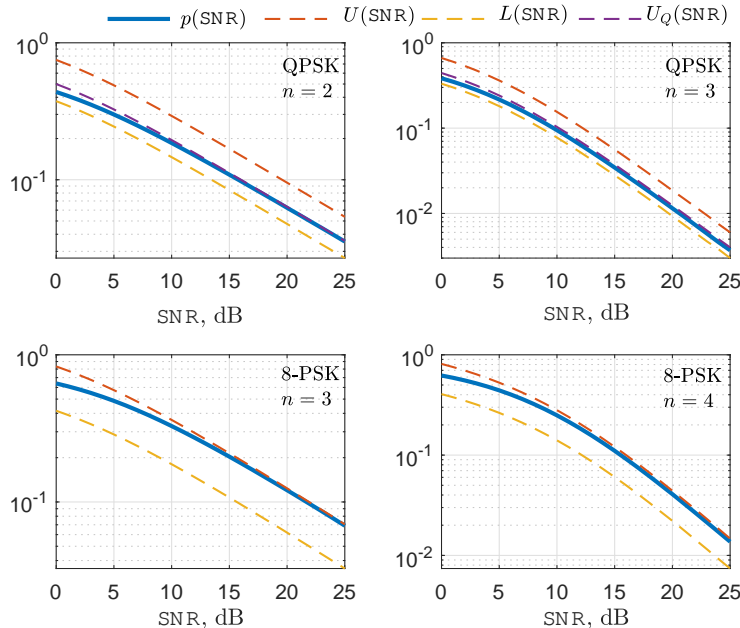 p(SNR) U(SNR) L(SNR) U_Q(SNR)
10^0
10^-1
QPSK
n = 2
0 5 10 15 20 25
SNR, dB
10^0
10^-1
10^-2
QPSK
n = 3
0 5 10 15 20 25
SNR, dB
10^0
10^-1
8-PSK
n = 3
0 5 10 15 20 25
SNR, dB
10^0
10^-1
10^-2
8-PSK
n = 4
0 5 10 15 20 25
SNR, dB